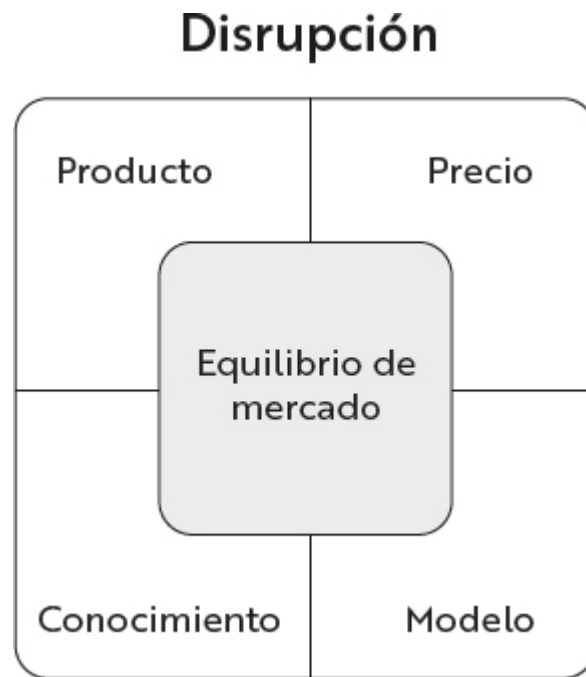 Disrupción
Producto
Precio
Equilibrio de
mercado
Conocimiento
Modelo